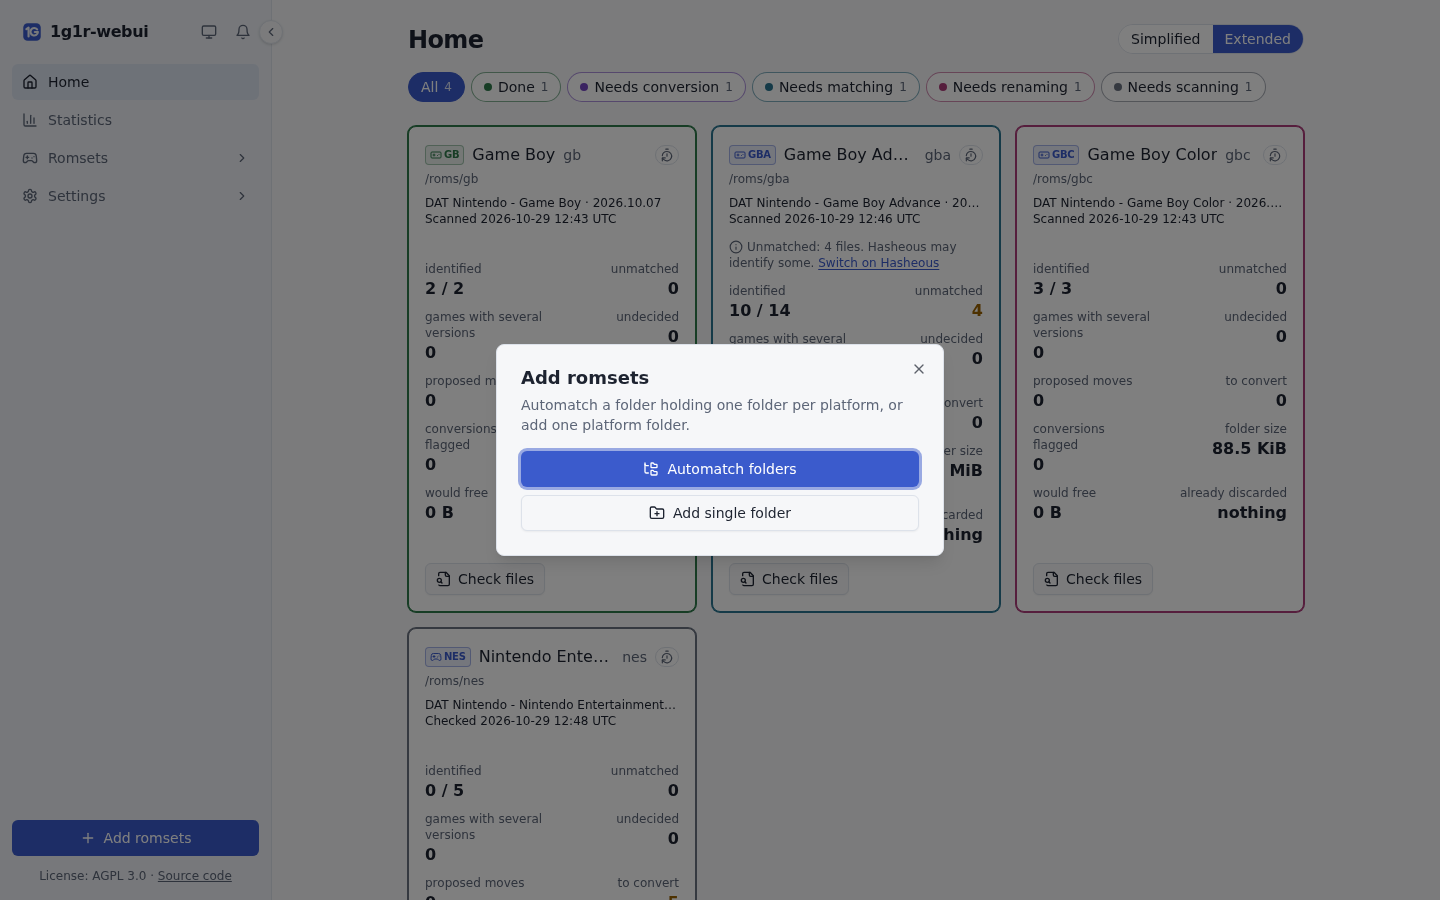 1g1r-webui
Home
Statistics
Romsets
Settings
Add romsets
License: AGPL 3.0 · Source code
Home
Simplified
Extended
All 4
Done 1
Needs conversion 1
Needs matching 1
Needs renaming 1
Needs scanning 1
GB Game Boy gb
/roms/gb
DAT Nintendo - Game Boy · 2026.10.07
Scanned 2026-10-29 12:43 UTC
identified unmatched
2 / 2 0
games with several versions undecided
0 0
proposed m
0
conversions
flagged
0
would free
0 B
Check files
GBA Game Boy Ad... gba
/roms/gba
DAT Nintendo - Game Boy Advance · 20...
Scanned 2026-10-29 12:46 UTC
Unmatched: 4 files. Hasheous may
identify some. Switch on Hasheous
identified unmatched
10 / 14 4
games with several undecided
0
onvert
0
er size
MiB
carded
hing
Check files
GBC Game Boy Color gbc
/roms/gbc
DAT Nintendo - Game Boy Color · 2026....
Scanned 2026-10-29 12:43 UTC
identified unmatched
3 / 3 0
games with several versions undecided
0 0
proposed moves to convert
0 0
conversions flagged folder size
0 88.5 KiB
would free already discarded
0 B nothing
Check files
Add romsets
Automatch a folder holding one folder per platform, or
add one platform folder.
Automatch folders
Add single folder
NES Nintendo Ente... nes
/roms/nes
DAT Nintendo - Nintendo Entertainment...
Checked 2026-10-29 12:48 UTC
identified unmatched
0 / 5 0
games with several versions undecided
0 0
proposed moves to convert